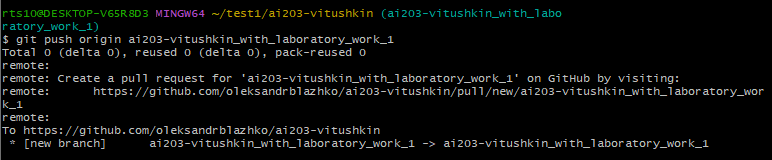 rts10@DESKTOP-V65R8D3 MINGW64 ~/test1/ai203-vitushkin (ai203-vitushkin_with_labo
ratory_work_1)
$ git push origin ai203-vitushkin_with_laboratory_work_1
Total 0 (delta 0), reused 0 (delta 0), pack-reused 0
remote:
remote: Create a pull request for 'ai203-vitushkin_with_laboratory_work_1' on GitHub by visiting:
remote:      https://github.com/oleksandrblazhko/ai203-vitushkin/pull/new/ai203-vitushkin_with_laboratory_wor
k_1
remote:
To https://github.com/oleksandrblazhko/ai203-vitushkin
 * [new branch]      ai203-vitushkin_with_laboratory_work_1 -> ai203-vitushkin_with_laboratory_work_1